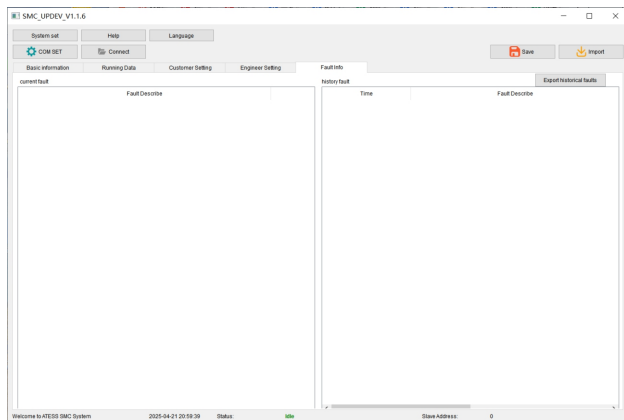 SMC_UPDEV_V1.1.6
System set Help Language
COM SET Connect Save Import
Basic information Running Data Customer Setting Engineer Setting Fault Info
current fault history fault Export historical faults
Fault Describe Time Fault Describe
Welcome to ATESS SMC System 2025-04-21 20:59:39 Status: Idle Slave Address: 0